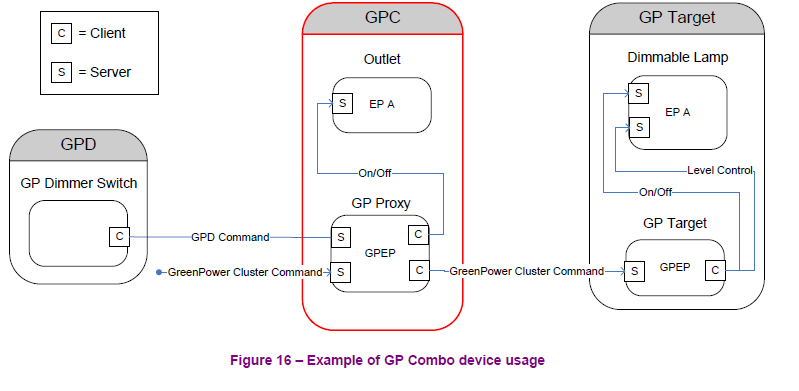 C = Client
S = Server
GPD
GP Dimmer Switch
C
GPD Command
GreenPower Cluster Command
GPC
Outlet
S EP A
On/Off
GP Proxy
S C
GPEP
S C
GreenPower Cluster Command
GP Target
Dimmable Lamp
S
EP A
S
Level Control
On/Off
GP Target
S GPEP C
Figure 16 – Example of GP Combo device usage